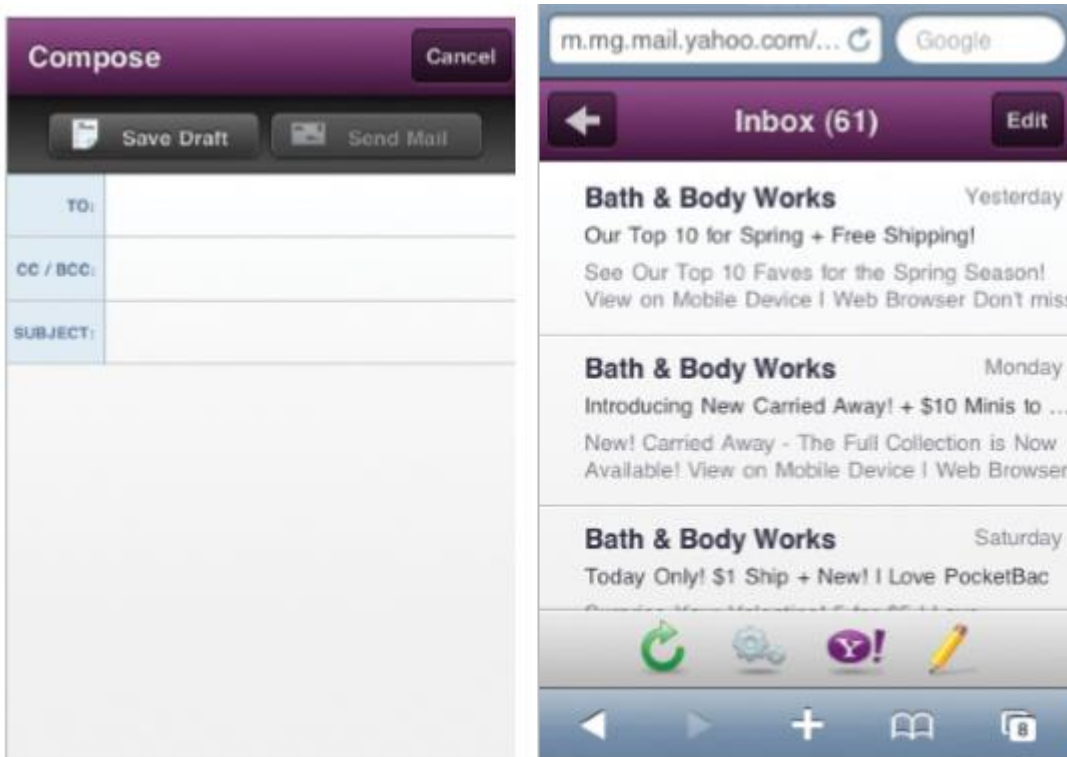 Compose
Cancel
Save Draft
Send Mail
TO:
CC / BCC:
SUBJECT:
m.mg.mail.yahoo.com/...
Google
Inbox (61)
Edit
Bath & Body Works
Yesterday
Our Top 10 for Spring + Free Shipping!
See Our Top 10 Faves for the Spring Season!
View on Mobile Device | Web Browser Don't miss
Bath & Body Works
Monday
Introducing New Carried Away! + $10 Minis to ...
New! Carried Away - The Full Collection is Now
Available! View on Mobile Device | Web Browser
Bath & Body Works
Saturday
Today Only! $1 Ship + New! I Love PocketBac
Y!
8